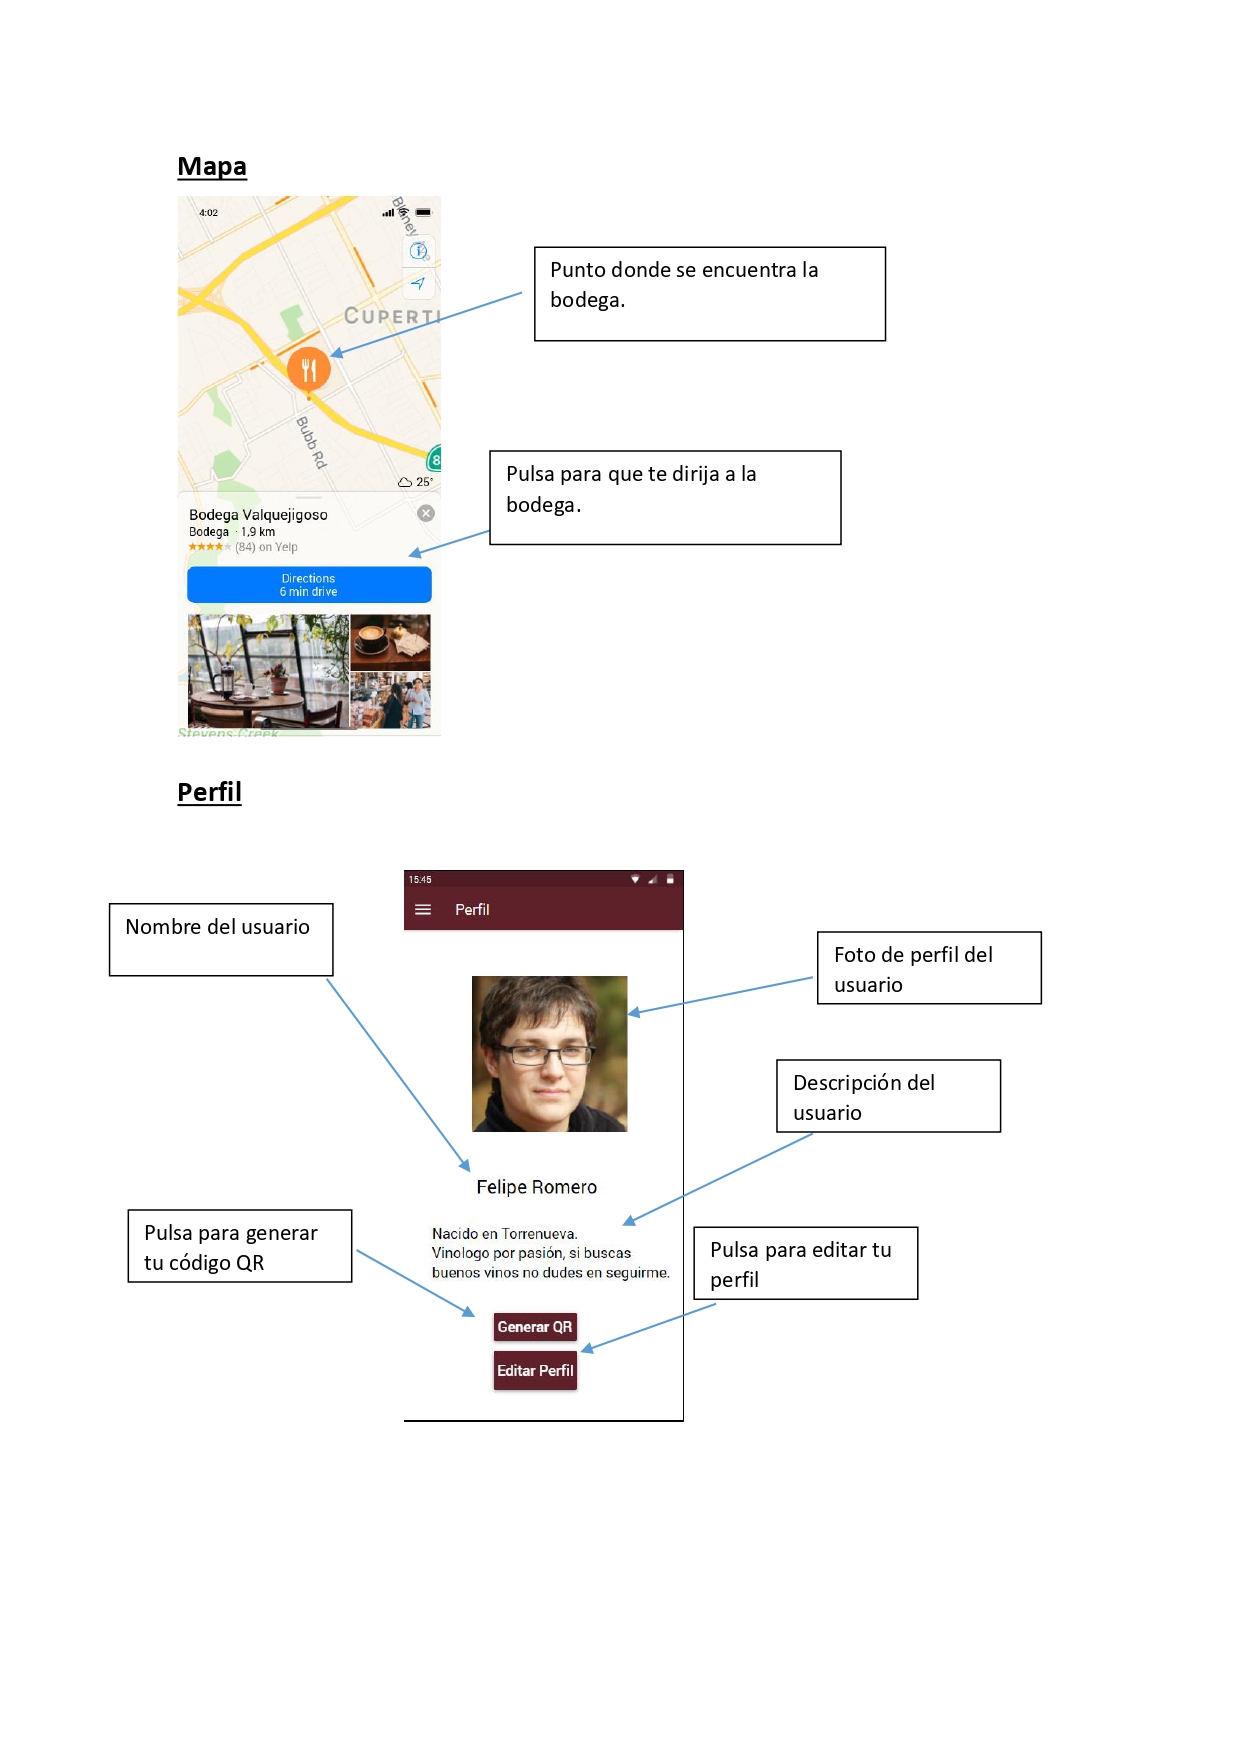 Mapa
4:02
Blaney
CUPERTI
Punto donde se encuentra la
bodega.
Bubb Rd
8
25°
Pulsa para que te dirija a la
bodega.
Bodega Valquejigoso
Bodega · 1,9 km
(84) on Yelp
Directions
6 min drive
Stevens Creek
Perfil
15:45
Perfil
Nombre del usuario
Foto de perfil del
usuario
Descripción del
usuario
Felipe Romero
Pulsa para generar
tu código QR
Nacido en Torrenueva.
Vinologo por pasión, si buscas
buenos vinos no dudes en seguirme.
Pulsa para editar tu
perfil
Generar QR
Editar Perfil